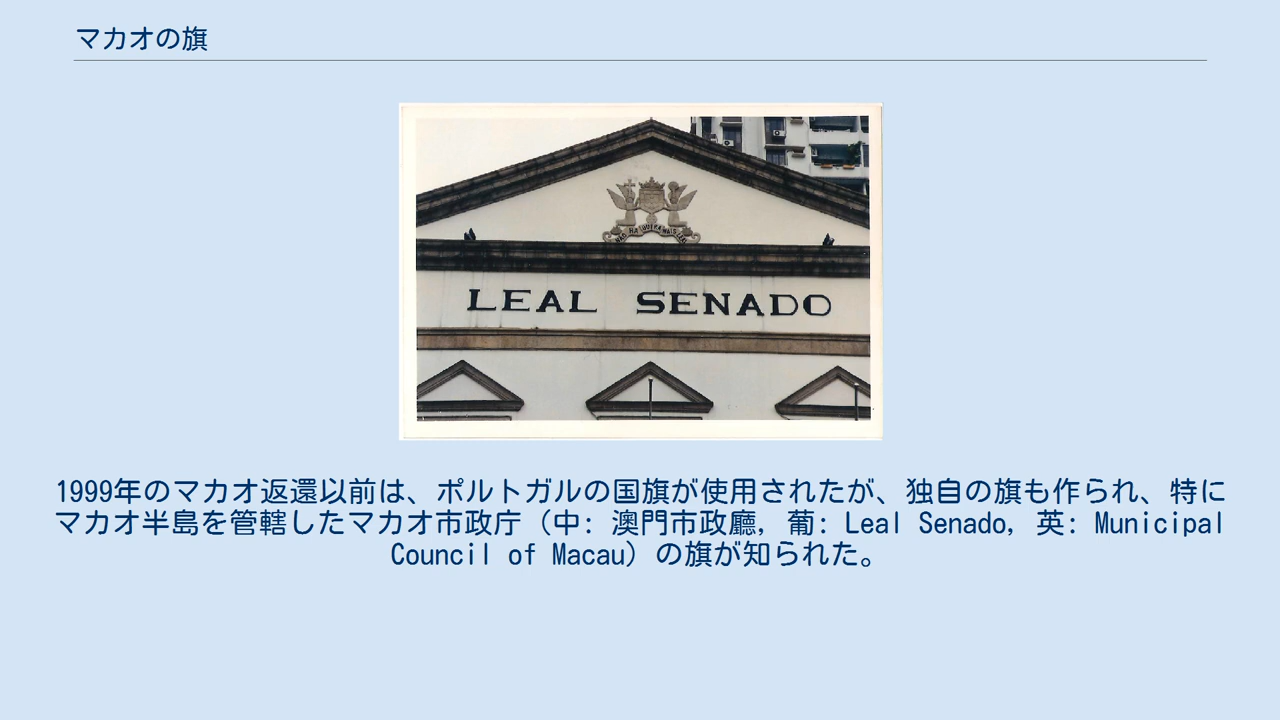 マカオの旗
LEAL SENADO
1999年のマカオ返還以前は、ポルトガルの国旗が使用されたが、独自の旗も作られ、特に
マカオ半島を管轄したマカオ市政庁（中: 澳門市政廳, 葡: Leal Senado, 英: Municipal
Council of Macau）の旗が知られた。